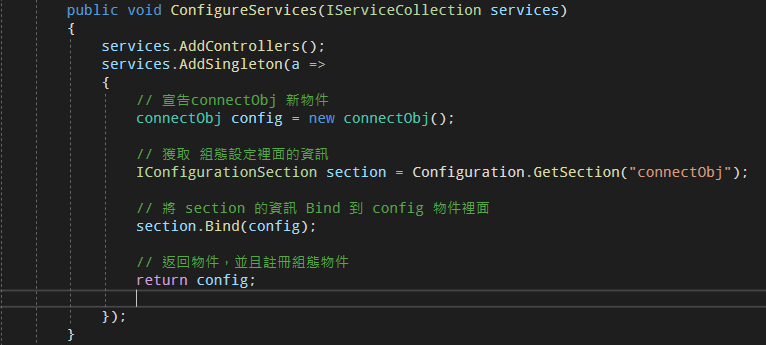 public void ConfigureServices(IServiceCollection services)
{
services.AddControllers();
services.AddSingleton(a =>
{
// 宣告connectObj 新物件
connectObj config = new connectObj();
// 獲取 組態設定裡面的資訊
IConfigurationSection section = Configuration.GetSection("connectObj");
// 將 section 的資訊 Bind 到 config 物件裡面
section.Bind(config);
// 返回物件，並且註冊組態物件
return config;
});
}